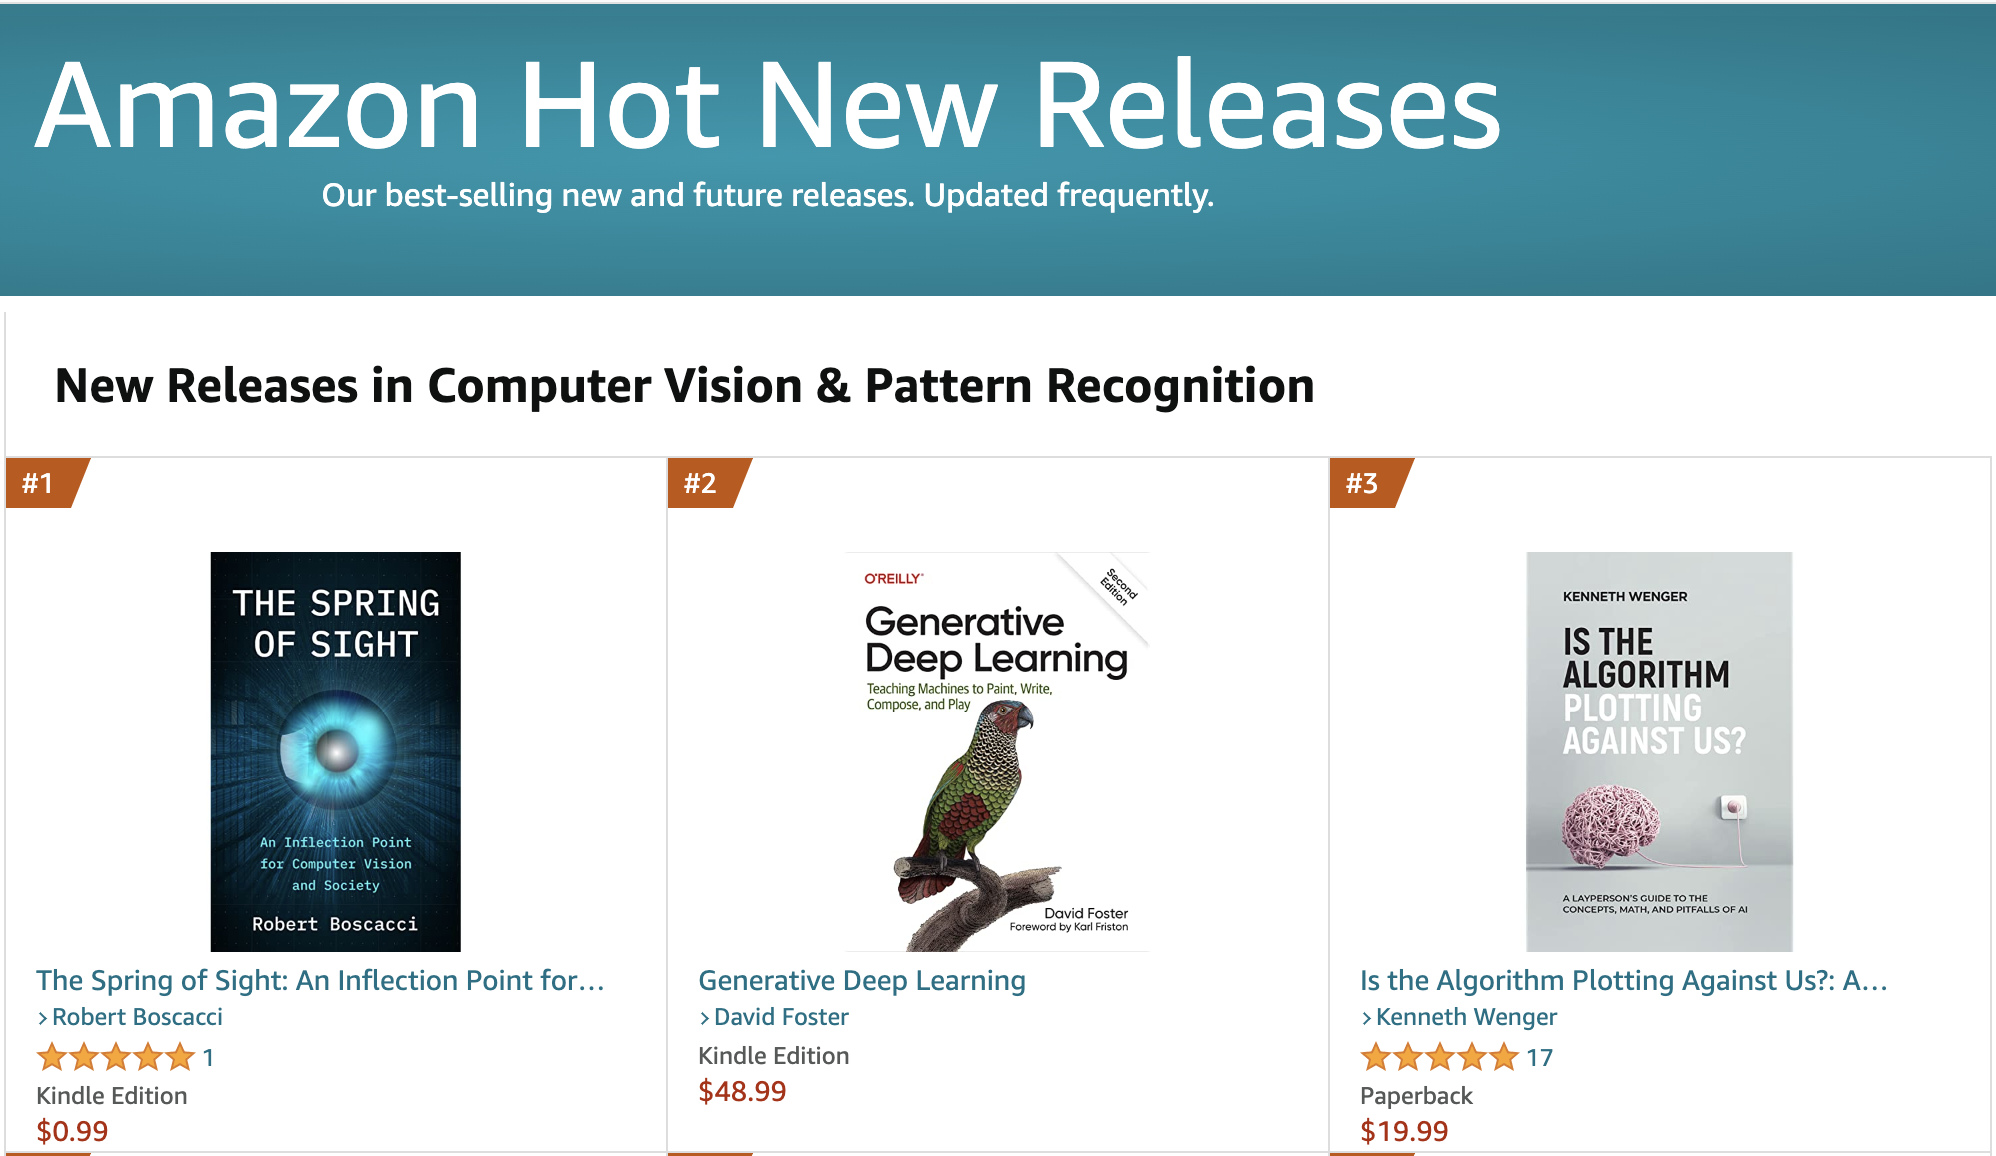 Amazon Hot New Releases
Our best-selling new and future releases. Updated frequently.
New Releases in Computer Vision & Pattern Recognition
#1
THE SPRING
OF SIGHT
An Inflection Point
for Computer Vision
and Society
Robert Boscacci
The Spring of Sight: An Inflection Point for...
› Robert Boscacci
1
Kindle Edition
$0.99
#2
O'REILLY®
Second
Edition
Generative
Deep Learning
Teaching Machines to Paint, Write,
Compose, and Play
David Foster
Foreword by Karl Friston
Generative Deep Learning
› David Foster
Kindle Edition
$48.99
#3
KENNETH WENGER
IS THE
ALGORITHM
PLOTTING
AGAINST US?
A LAYPERSON'S GUIDE TO THE
CONCEPTS, MATH, AND PITFALLS OF AI
Is the Algorithm Plotting Against Us?: A...
› Kenneth Wenger
17
Paperback
$19.99